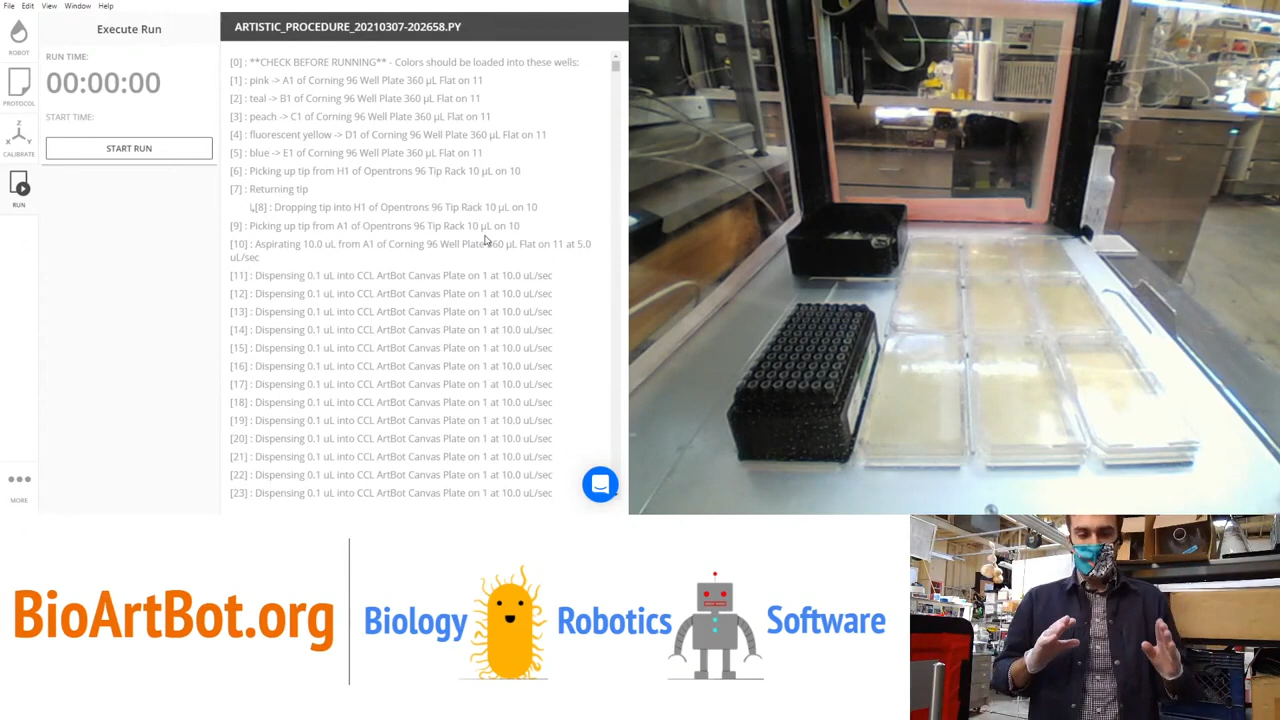 File Edit View Window Help
ROBOT
PROTOCOL
CALIBRATE
RUN
MORE
Execute Run
RUN TIME:
00:00:00
START TIME:
START RUN
ARTISTIC_PROCEDURE_20210307-202658.PY
[0] : **CHECK BEFORE RUNNING** - Colors should be loaded into these wells:
[1] : pink -> A1 of Corning 96 Well Plate 360 µL Flat on 11
[2] : teal -> B1 of Corning 96 Well Plate 360 µL Flat on 11
[3] : peach -> C1 of Corning 96 Well Plate 360 µL Flat on 11
[4] : fluorescent yellow -> D1 of Corning 96 Well Plate 360 µL Flat on 11
[5] : blue -> E1 of Corning 96 Well Plate 360 µL Flat on 11
[6] : Picking up tip from H1 of Opentrons 96 Tip Rack 10 µL on 10
[7] : Returning tip
↳[8] : Dropping tip into H1 of Opentrons 96 Tip Rack 10 µL on 10
[9] : Picking up tip from A1 of Opentrons 96 Tip Rack 10 µL on 10
[10] : Aspirating 10.0 uL from A1 of Corning 96 Well Plate 360 µL Flat on 11 at 5.0
uL/sec
[11] : Dispensing 0.1 uL into CCL ArtBot Canvas Plate on 1 at 10.0 uL/sec
[12] : Dispensing 0.1 uL into CCL ArtBot Canvas Plate on 1 at 10.0 uL/sec
[13] : Dispensing 0.1 uL into CCL ArtBot Canvas Plate on 1 at 10.0 uL/sec
[14] : Dispensing 0.1 uL into CCL ArtBot Canvas Plate on 1 at 10.0 uL/sec
[15] : Dispensing 0.1 uL into CCL ArtBot Canvas Plate on 1 at 10.0 uL/sec
[16] : Dispensing 0.1 uL into CCL ArtBot Canvas Plate on 1 at 10.0 uL/sec
[17] : Dispensing 0.1 uL into CCL ArtBot Canvas Plate on 1 at 10.0 uL/sec
[18] : Dispensing 0.1 uL into CCL ArtBot Canvas Plate on 1 at 10.0 uL/sec
[19] : Dispensing 0.1 uL into CCL ArtBot Canvas Plate on 1 at 10.0 uL/sec
[20] : Dispensing 0.1 uL into CCL ArtBot Canvas Plate on 1 at 10.0 uL/sec
[21] : Dispensing 0.1 uL into CCL ArtBot Canvas Plate on 1 at 10.0 uL/sec
[22] : Dispensing 0.1 uL into CCL ArtBot Canvas Plate on 1 at 10.0 uL/sec
[23] : Dispensing 0.1 uL into CCL ArtBot Canvas Plate on 1 at 10.0 uL/sec
BioArtBot.org
Biology Robotics Software